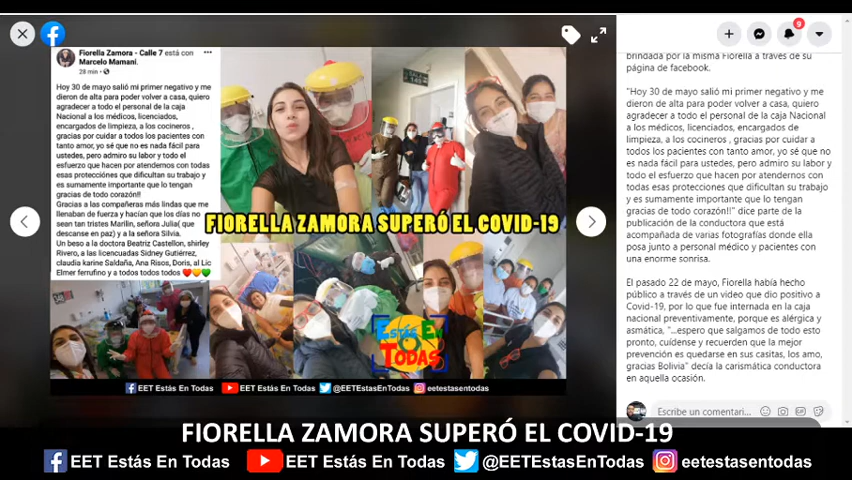 Fiorella Zamora - Calle 7 está con
Marcelo Mamani.
28 min
Hoy 30 de mayo salió mi primer negativo y me
dieron de alta para poder volver a casa, quiero
agradecer a todo el personal de la caja
Nacional a los médicos, licenciados,
encargados de limpieza, a los cocineros ,
gracias por cuidar a todos los pacientes con
tanto amor, yo sé que no es nada fácil para
ustedes, pero admiro su labor y todo el
esfuerzo que hacen por atendernos con todas
esas protecciones que dificultan su trabajo
y es sumamente importante que lo tengan
gracias de todo corazón!!
Gracias a las compañeras más lindas que me
llenaban de fuerza y hacían que los días no
sean tan tristes Marilin, señora Julia( que
descanse en paz) y a la señora Silvia.
Un beso a la doctora Beatriz Castellon, shirley
Rivero, a las licenciadas Sidney Gutiérrez,
claudia karine Saldaña, Ana Risos, Doris, al Lic
Elmer ferrufino y a todos todos todos ❤️🧡💚
SALA
FIORELLA ZAMORA SUPERÓ EL COVID-19
Estás En
Todas
EET Estás En Todas
EET Estás En Todas
@EETEstasEnTodas
eetestasentodas
9
brindada por la misma Fiorella a través de su
página de facebook.
"Hoy 30 de mayo salió mi primer negativo y me
dieron de alta para poder volver a casa, quiero
agradecer a todo el personal de la caja Nacional
a los médicos, licenciados, encargados de
limpieza, a los cocineros , gracias por cuidar a
todos los pacientes con tanto amor, yo sé que no
es nada fácil para ustedes, pero admiro su labor y
todo el esfuerzo que hacen por atendernos con
todas esas protecciones que dificultan su trabajo
y es sumamente importante que lo tengan
gracias de todo corazón!!" dice parte de la
publicación de la conductora que está
acompañada de varias fotografías donde ella
posa junto a personal médico y pacientes con
una enorme sonrisa.
El pasado 22 de mayo, Fiorella había hecho
público a través de un video que dio positivo a
Covid-19, por lo que fue internada en la caja
nacional preventivamente, porque es alérgica y
asmática, "...espero que salgamos de todo esto
pronto, cuídense y recuerden que la mejor
prevención es quedarse en sus casitas, los amo,
gracias Bolivia" decía la carismática conductora
en aquella ocasión.
Escribe un comentari...
GIF
FIORELLA ZAMORA SUPERÓ EL COVID-19
EET Estás En Todas
EET Estás En Todas
@EETEstasEnTodas
eetestasentodas